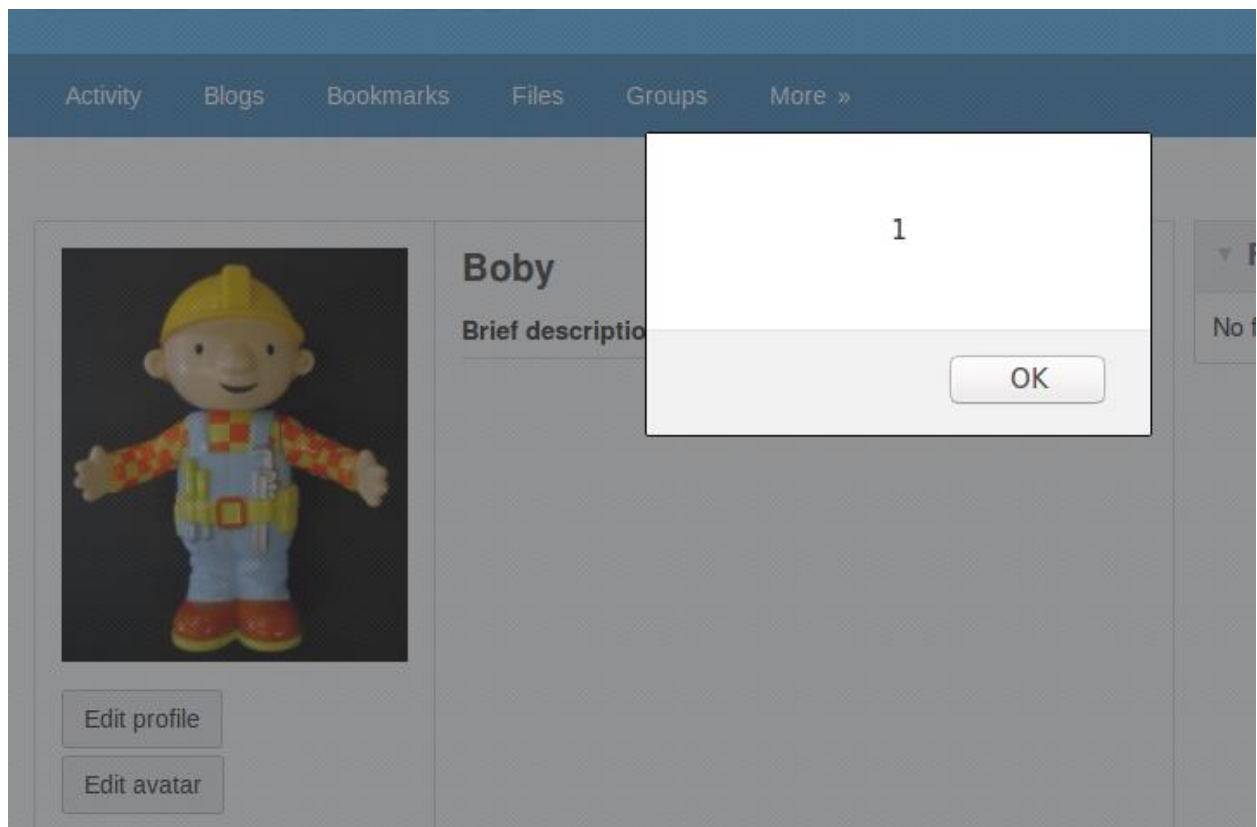 Activity Blogs Bookmarks Files Groups More »
1
OK
Boby
Brief descriptio
No f
Edit profile
Edit avatar